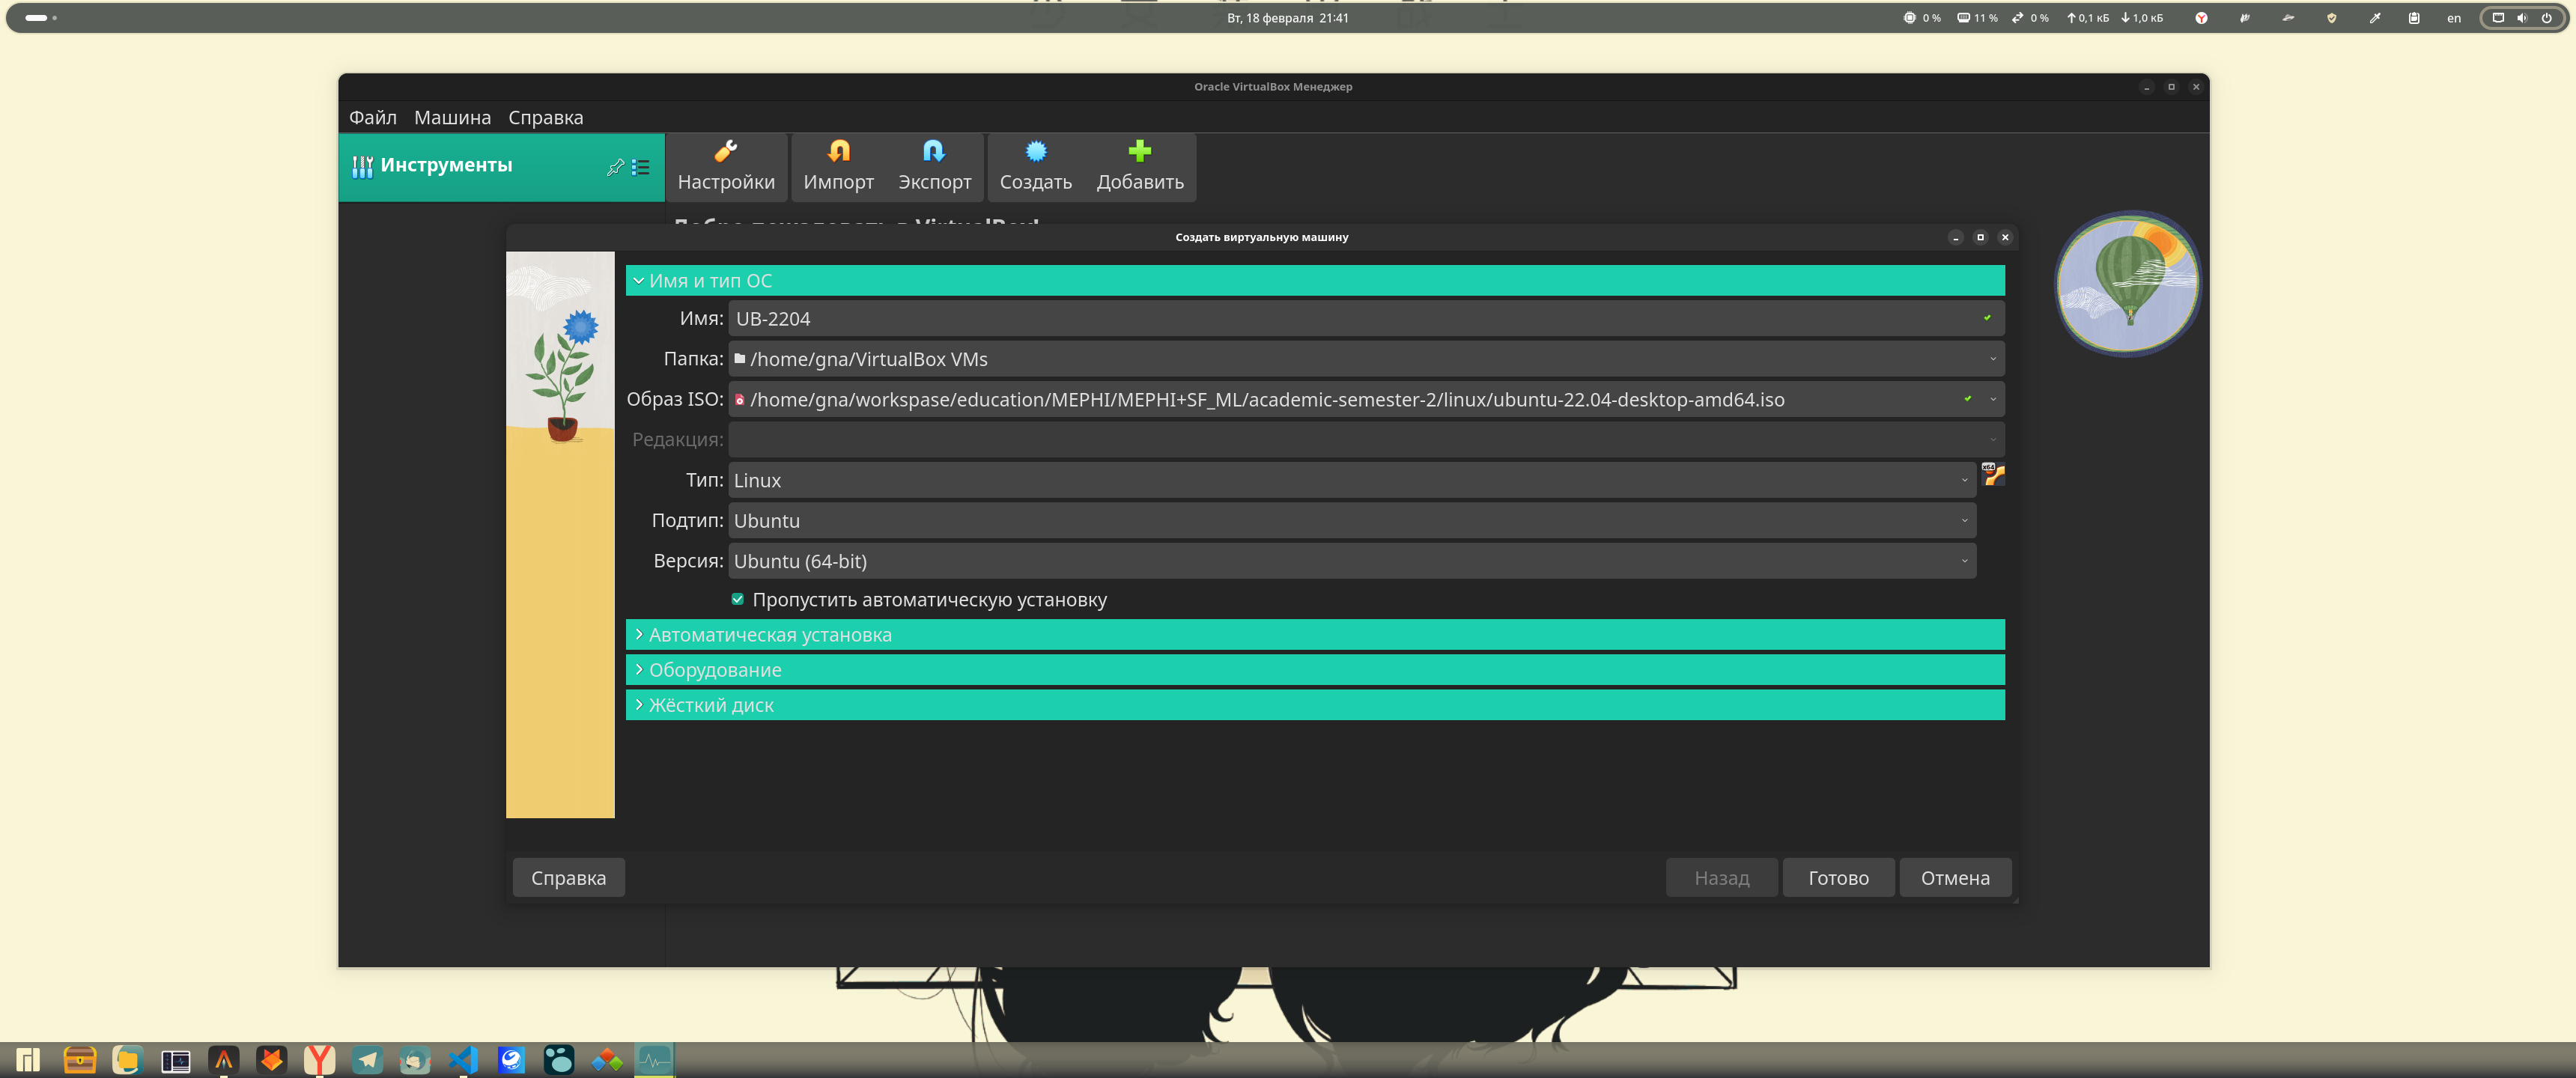 Вт, 18 февраля 21:41
0 % 11 % 0 % 0,1 кБ 1,0 кБ en
Oracle VirtualBox Менеджер
Файл Машина Справка
Инструменты
Настройки Импорт Экспорт Создать Добавить
Добро пожаловать в VirtualBox!
Создать виртуальную машину
Имя и тип ОС
Имя: UB-2204
Папка: /home/gna/VirtualBox VMs
Образ ISO: /home/gna/workspase/education/MEPHI/MEPHI+SF_ML/academic-semester-2/linux/ubuntu-22.04-desktop-amd64.iso
Редакция:
Тип: Linux
Подтип: Ubuntu
Версия: Ubuntu (64-bit)
Пропустить автоматическую установку
Автоматическая установка
Оборудование
Жёсткий диск
Справка Назад Готово Отмена